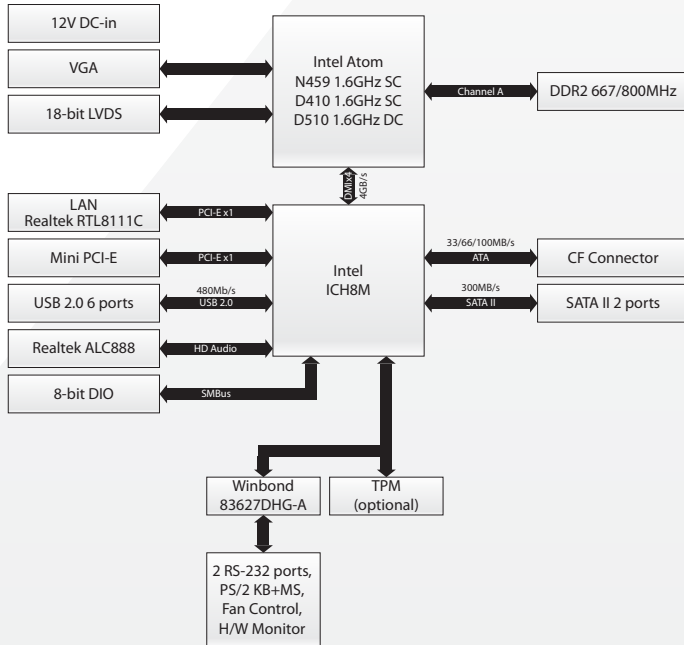 12V DC-in
VGA
18-bit LVDS
Intel Atom
N459 1.6GHz SC
D410 1.6GHz SC
D510 1.6GHz DC
Channel A
DDR2 667/800MHz
DMIx4
4GB/s
LAN
Realtek RTL8111C
PCI-E x1
Mini PCI-E
PCI-E x1
USB 2.0 6 ports
480Mb/s
USB 2.0
Realtek ALC888
HD Audio
8-bit DIO
SMBus
Intel
ICH8M
33/66/100MB/s
ATA
CF Connector
300MB/s
SATA II
SATA II 2 ports
Winbond
83627DHG-A
TPM
(optional)
2 RS-232 ports,
PS/2 KB+MS,
Fan Control,
H/W Monitor